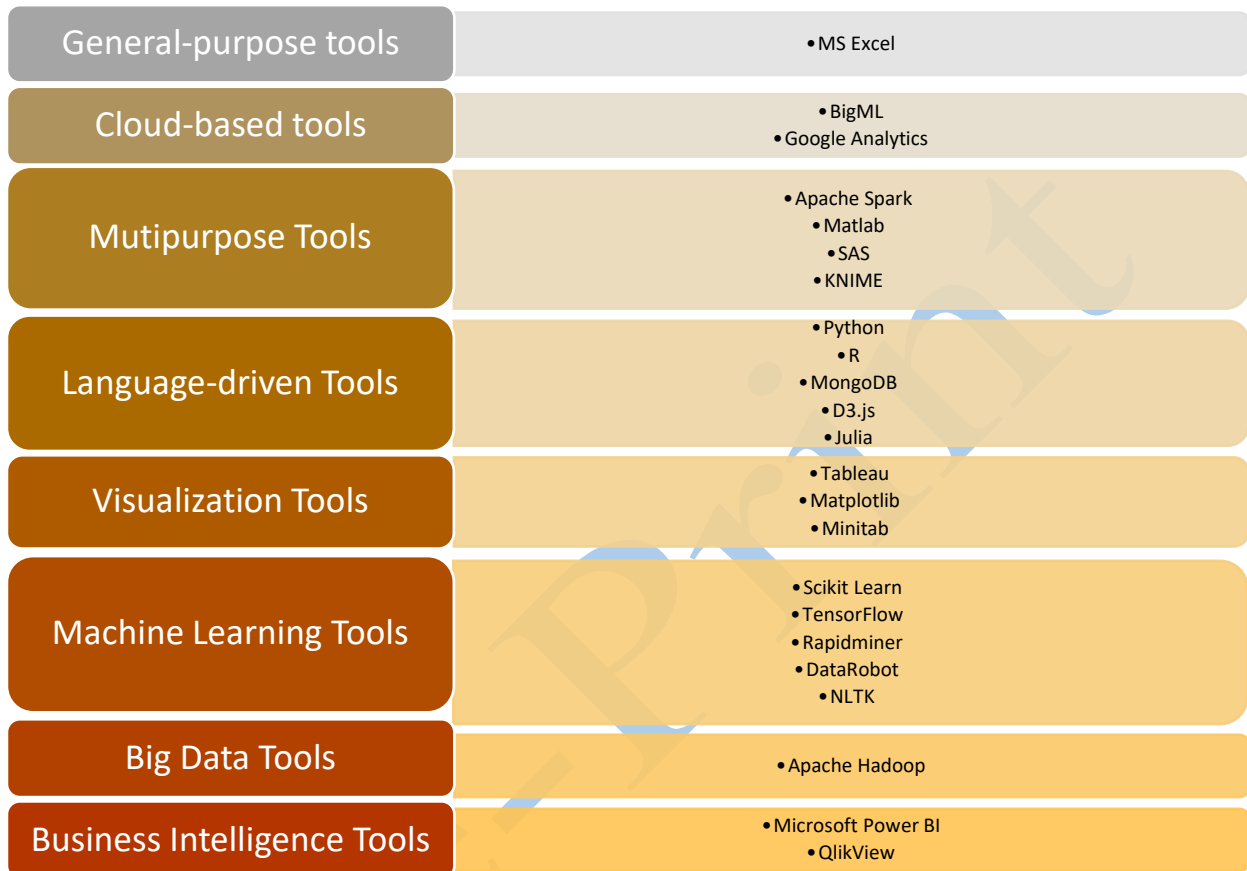 General-purpose tools
•MS Excel
Cloud-based tools
•BigML
•Google Analytics
Mutipurpose Tools
•Apache Spark
•Matlab
•SAS
•KNIME
Language-driven Tools
•Python
•R
•MongoDB
•D3.js
•Julia
Visualization Tools
•Tableau
•Matplotlib
•Minitab
Machine Learning Tools
•Scikit Learn
•TensorFlow
•Rapidminer
•DataRobot
•NLTK
Big Data Tools
•Apache Hadoop
Business Intelligence Tools
•Microsoft Power BI
•QlikView
-Print